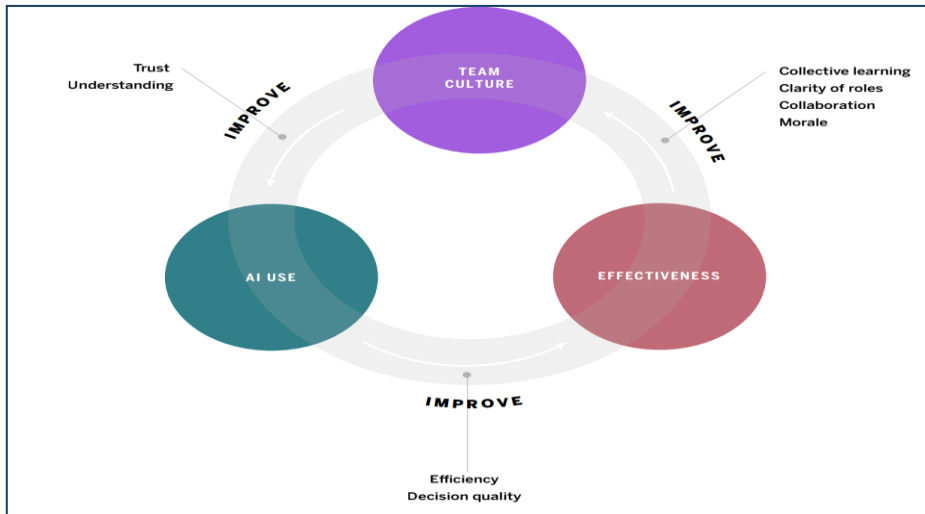 TEAM
CULTURE
Trust
Understanding
IMPROVE
Collective learning
Clarity of roles
Collaboration
Morale
IMPROVE
AI USE
EFFECTIVENESS
IMPROVE
Efficiency
Decision quality